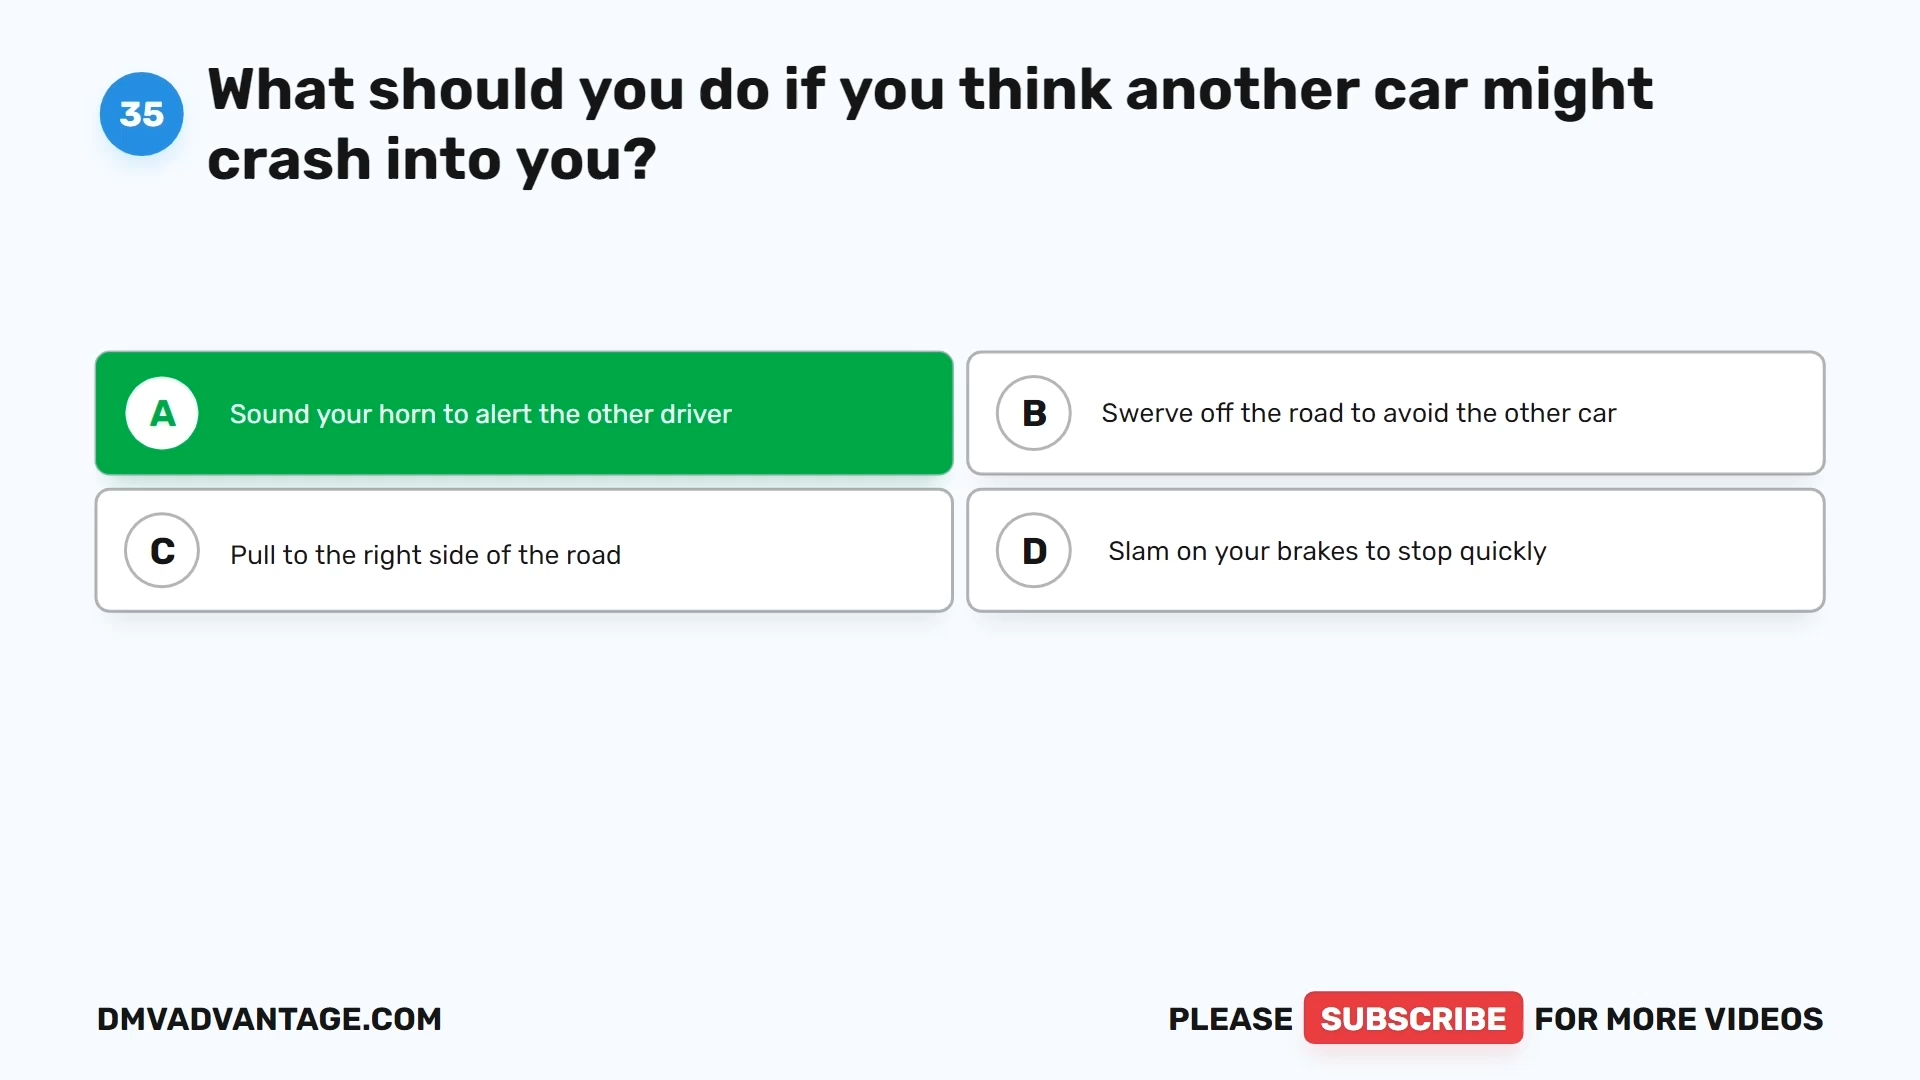 35
What should you do if you think another car might
crash into you?
A
Sound your horn to alert the other driver
B
Swerve off the road to avoid the other car
C
Pull to the right side of the road
D
Slam on your brakes to stop quickly
DMVADVANTAGE.COM
PLEASE SUBSCRIBE FOR MORE VIDEOS